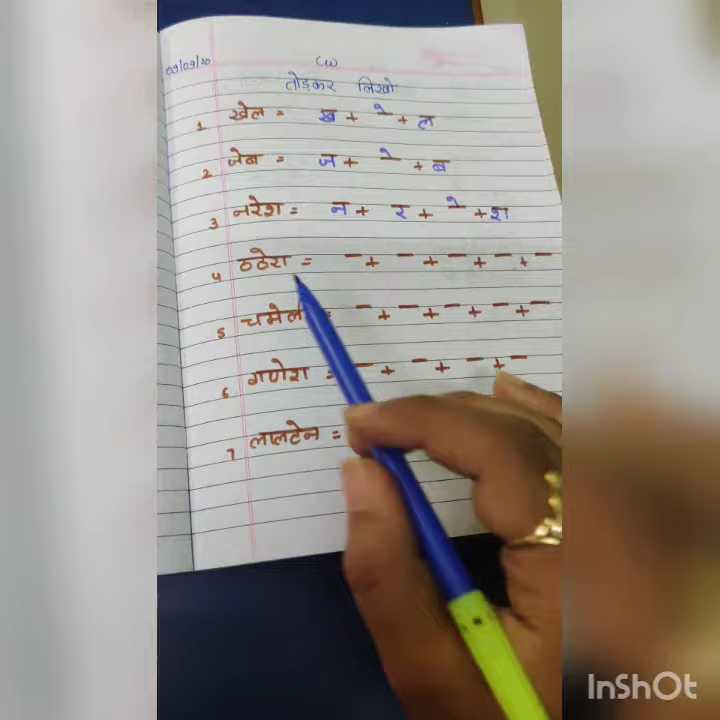 09/09/20
CW
तोड़कर लिखो
1. खेल = ख + े + ल
2. जेब = ज + े + ब
3 नरेश = न + र + े + श
4 ठठेरा = – + – + – + – + –
5 चमेल = – + – + – + – + –
6 गणेश = – + – + – + –
7 लालटेन =
InShOt